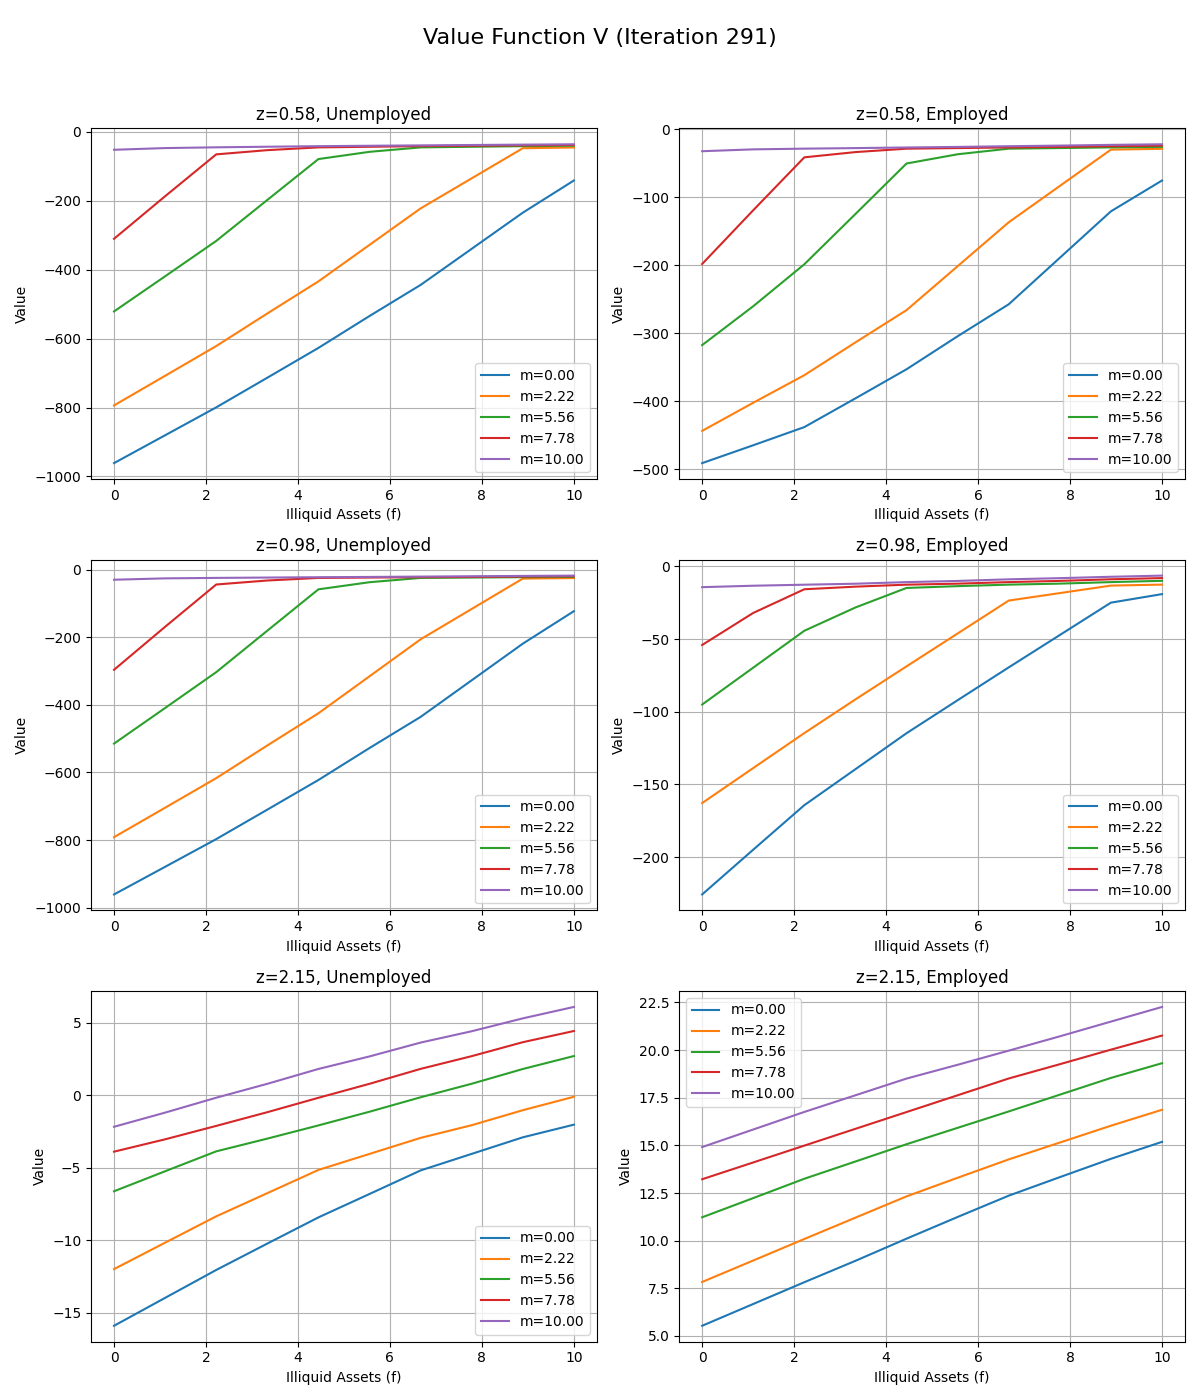 Value Function V (Iteration 291)
z=0.58, Unemployed
0
−200
−400
−600
−800
−1000
Value
m=0.00
m=2.22
m=5.56
m=7.78
m=10.00
0 2 4 6 8 10
Illiquid Assets (f)
z=0.58, Employed
0
−100
−200
−300
−400
−500
Value
m=0.00
m=2.22
m=5.56
m=7.78
m=10.00
0 2 4 6 8 10
Illiquid Assets (f)
z=0.98, Unemployed
0
−200
−400
−600
−800
−1000
Value
m=0.00
m=2.22
m=5.56
m=7.78
m=10.00
0 2 4 6 8 10
Illiquid Assets (f)
z=0.98, Employed
0
−50
−100
−150
−200
Value
m=0.00
m=2.22
m=5.56
m=7.78
m=10.00
0 2 4 6 8 10
Illiquid Assets (f)
z=2.15, Unemployed
5
0
−5
−10
−15
Value
m=0.00
m=2.22
m=5.56
m=7.78
m=10.00
0 2 4 6 8 10
Illiquid Assets (f)
z=2.15, Employed
22.5
20.0
17.5
15.0
12.5
10.0
7.5
5.0
Value
m=0.00
m=2.22
m=5.56
m=7.78
m=10.00
0 2 4 6 8 10
Illiquid Assets (f)